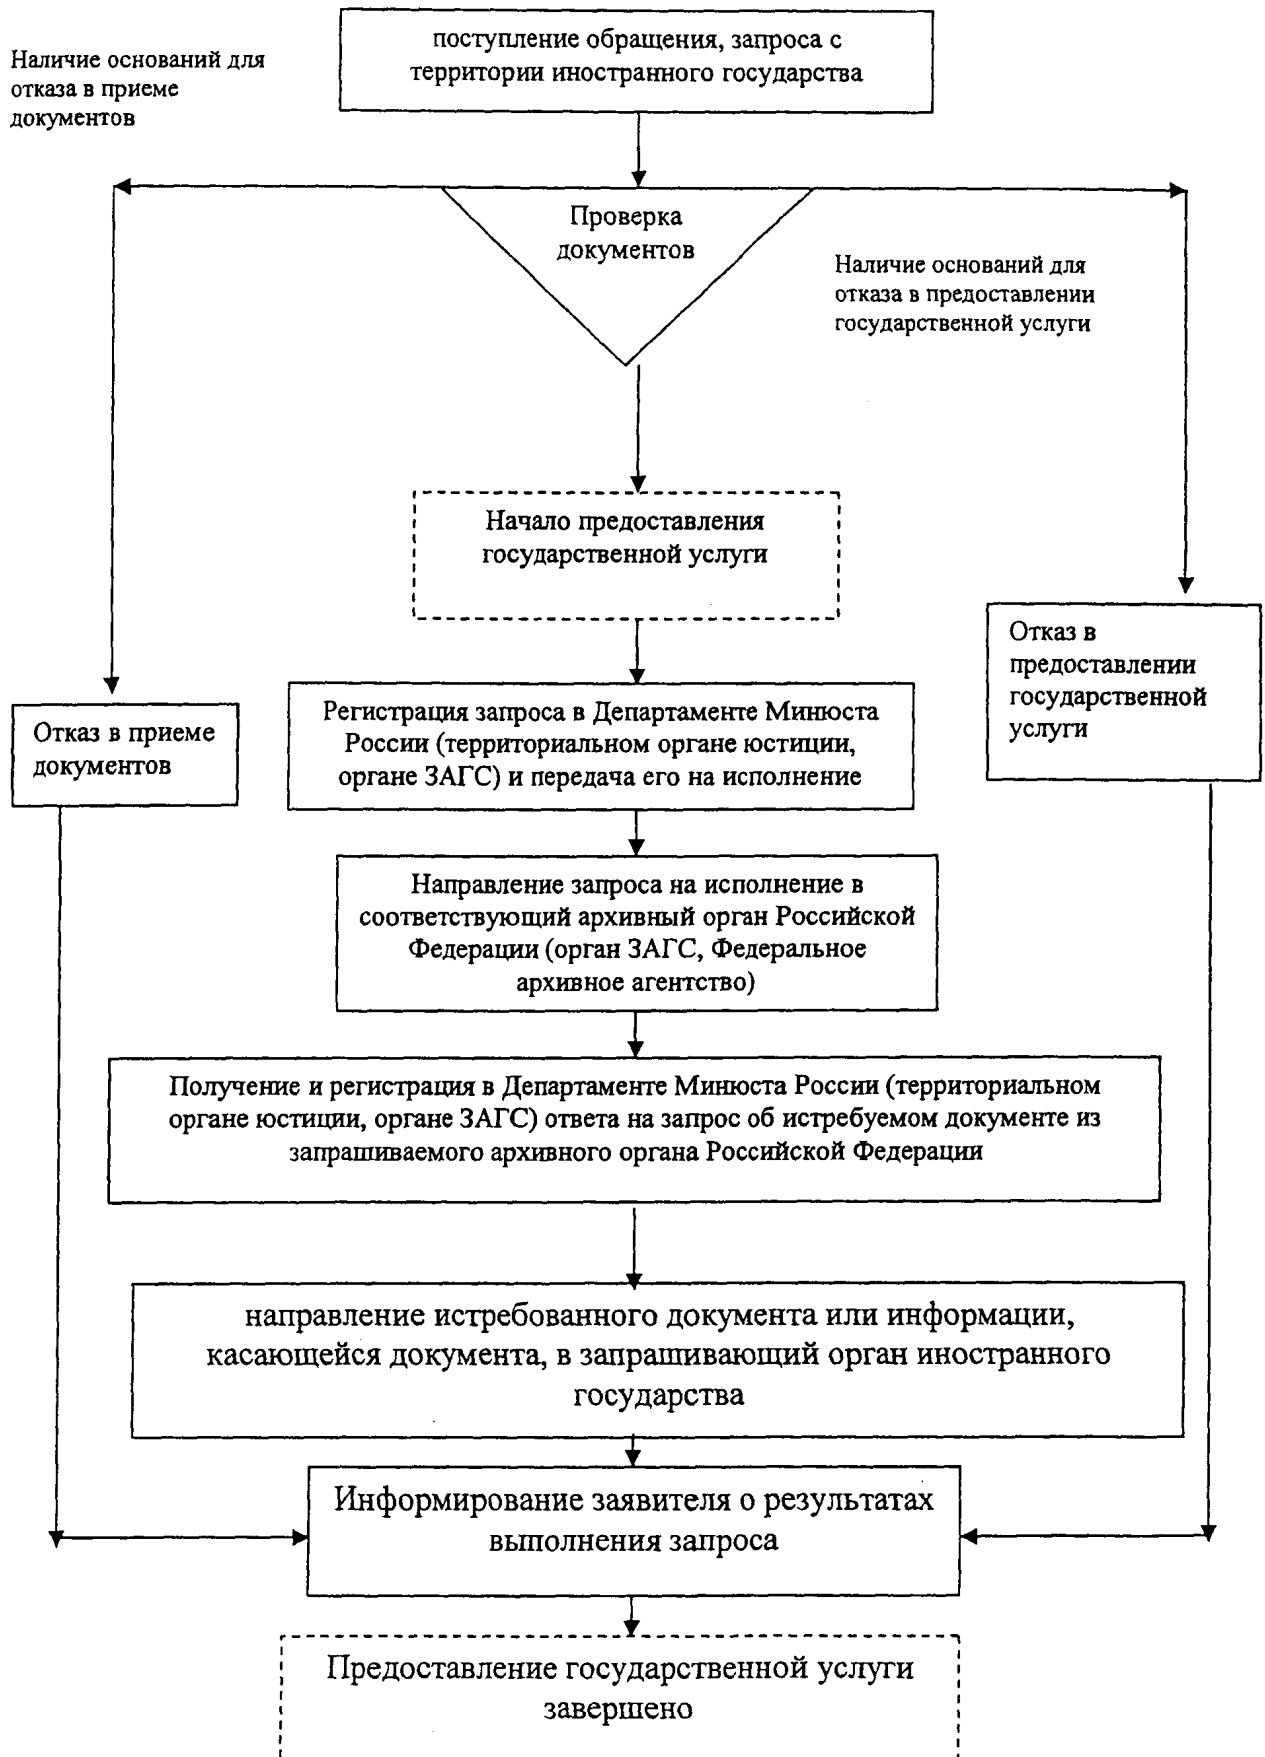 поступление обращения, запроса с
территории иностранного государства
Наличие оснований для
отказа в приеме
документов
Проверка
документов
Наличие оснований для
отказа в предоставлении
государственной услуги
Начало предоставления
государственной услуги
Отказ в
предоставлении
государственной
услуги
Отказ в приеме
документов
Регистрация запроса в Департаменте Минюста
России (территориальном органе юстиции,
органе ЗАГС) и передача его на исполнение
Направление запроса на исполнение в
соответствующий архивный орган Российской
Федерации (орган ЗАГС, Федеральное
архивное агентство)
Получение и регистрация в Департаменте Минюста России (территориальном
органе юстиции, органе ЗАГС) ответа на запрос об истребуемом документе из
запрашиваемого архивного органа Российской Федерации
направление истребованного документа или информации,
касающейся документа, в запрашивающий орган иностранного
государства
Информирование заявителя о результатах
выполнения запроса
Предоставление государственной услуги
завершено